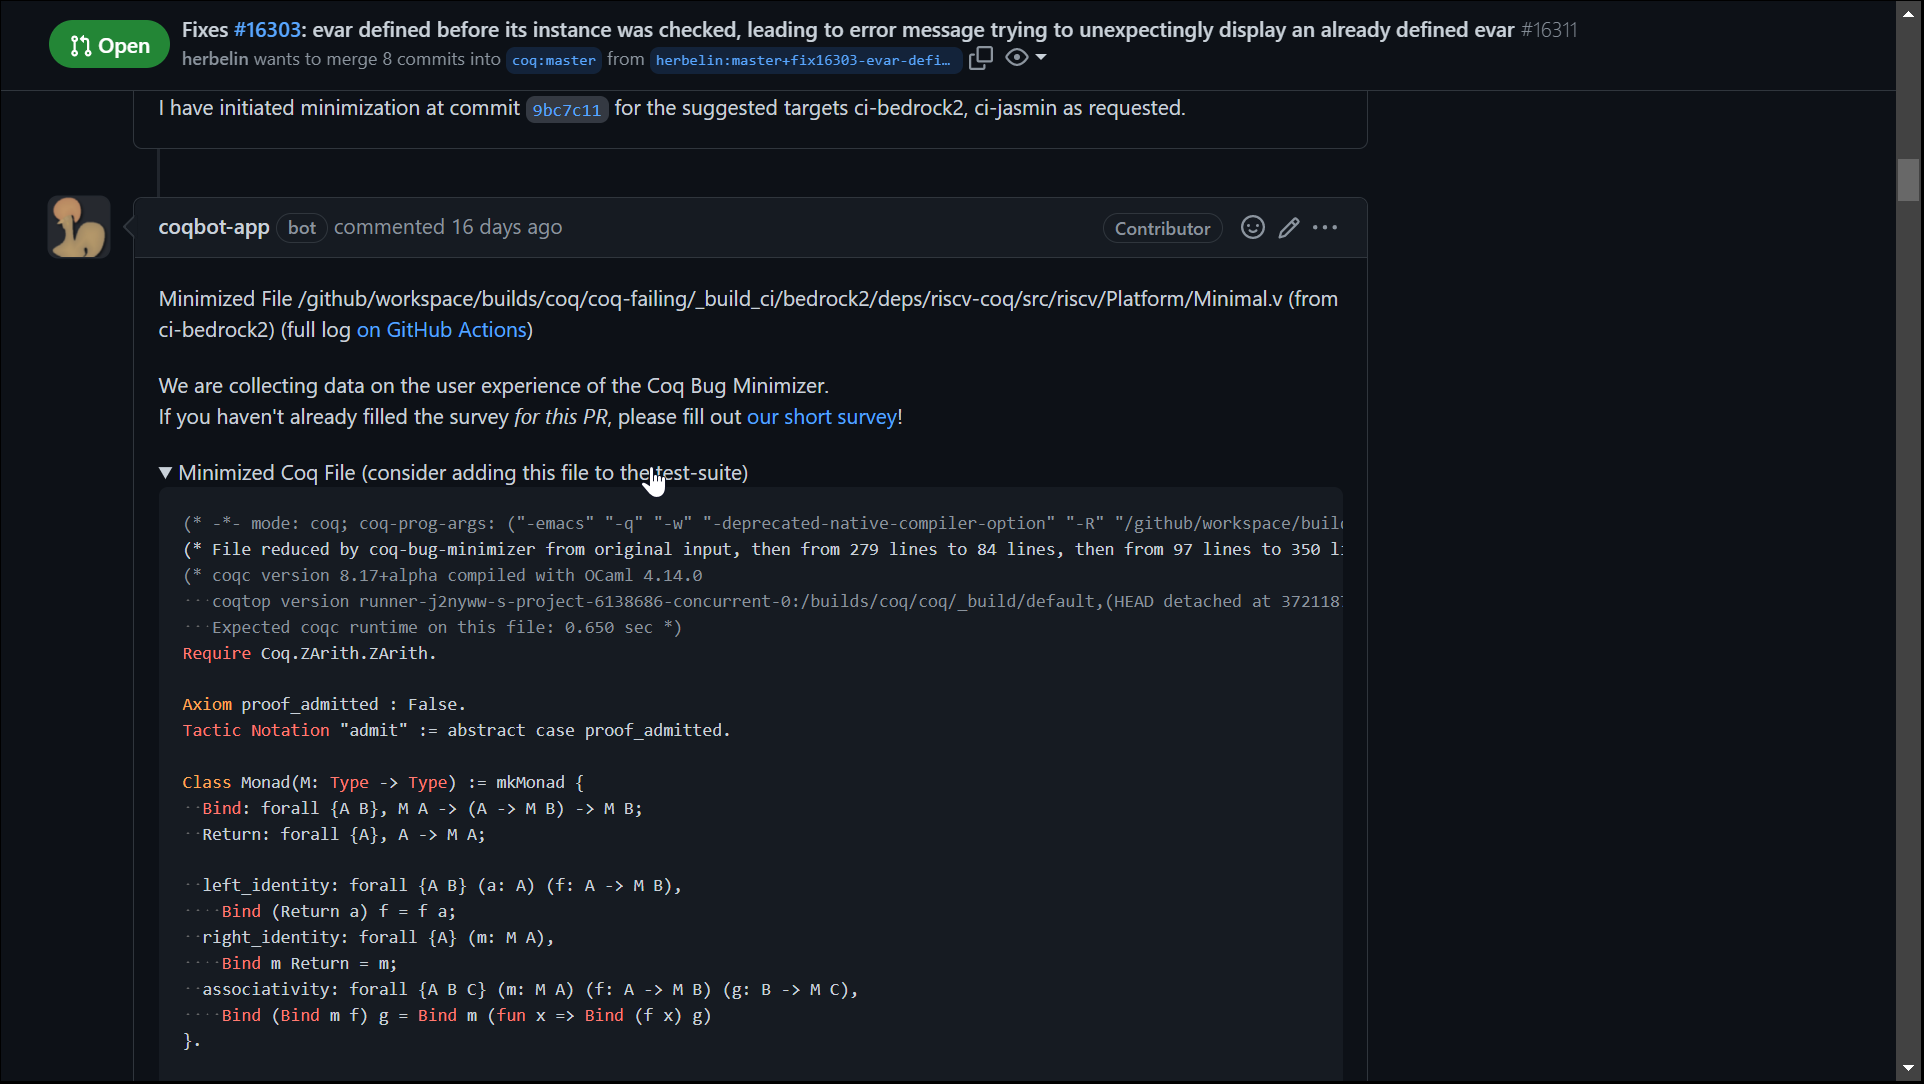 Open
Fixes #16303: evar defined before its instance was checked, leading to error message trying to unexpectingly display an already defined evar #16311
herbelin wants to merge 8 commits into coq:master from herbelin:master+fix16303-evar-defi…
I have initiated minimization at commit 9bc7c11 for the suggested targets ci-bedrock2, ci-jasmin as requested.
coqbot-app bot commented 16 days ago Contributor
Minimized File /github/workspace/builds/coq/coq-failing/_build_ci/bedrock2/deps/riscv-coq/src/riscv/Platform/Minimal.v (from
ci-bedrock2) (full log on GitHub Actions)
We are collecting data on the user experience of the Coq Bug Minimizer.
If you haven't already filled the survey for this PR, please fill out our short survey!
▼ Minimized Coq File (consider adding this file to the test-suite)
(* -*- mode: coq; coq-prog-args: ("-emacs" "-q" "-w" "-deprecated-native-compiler-option" "-R" "/github/workspace/buil
(* File reduced by coq-bug-minimizer from original input, then from 279 lines to 84 lines, then from 97 lines to 350 l
(* coqc version 8.17+alpha compiled with OCaml 4.14.0
···coqtop version runner-j2nyww-s-project-6138686-concurrent-0:/builds/coq/coq/_build/default,(HEAD detached at 372118
···Expected coqc runtime on this file: 0.650 sec *)
Require Coq.ZArith.ZArith.
Axiom proof_admitted : False.
Tactic Notation "admit" := abstract case proof_admitted.
Class Monad(M: Type -> Type) := mkMonad {
··Bind: forall {A B}, M A -> (A -> M B) -> M B;
··Return: forall {A}, A -> M A;
··left_identity: forall {A B} (a: A) (f: A -> M B),
····Bind (Return a) f = f a;
··right_identity: forall {A} (m: M A),
····Bind m Return = m;
··associativity: forall {A B C} (m: M A) (f: A -> M B) (g: B -> M C),
····Bind (Bind m f) g = Bind m (fun x => Bind (f x) g)
}.